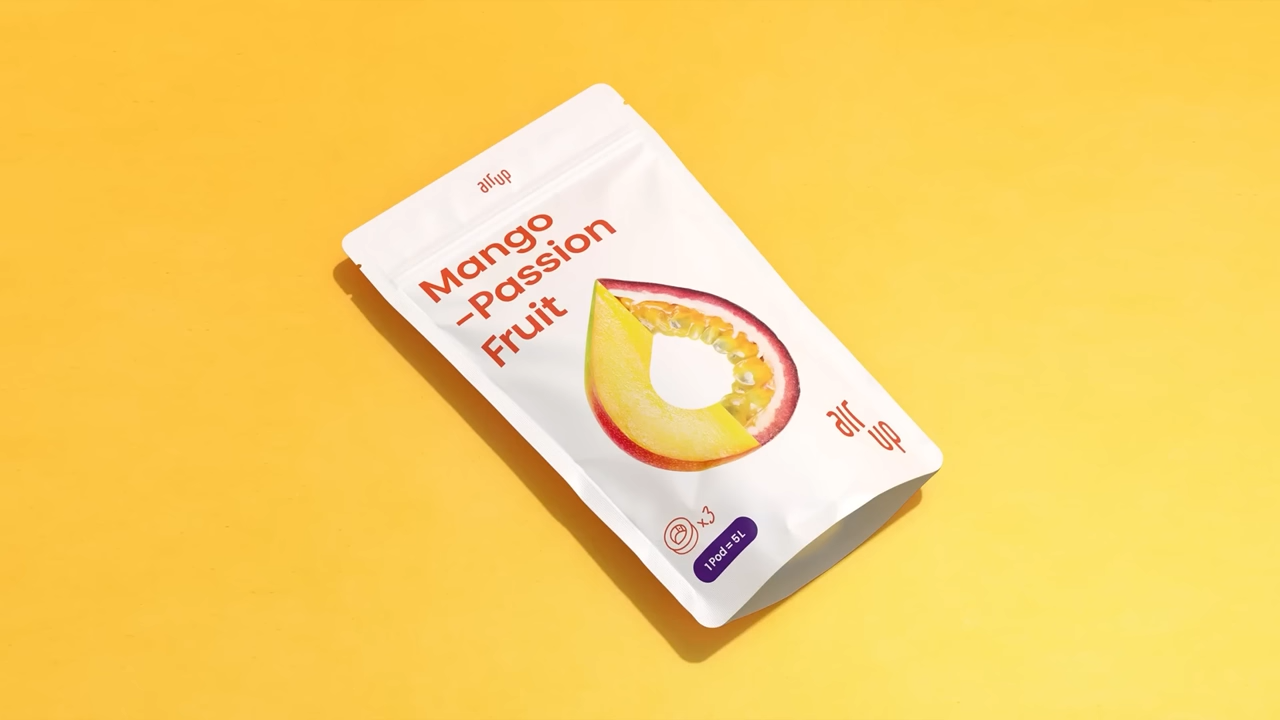 air up
Mango
–Passion
Fruit
air
up
x3
1 Pod = 5L